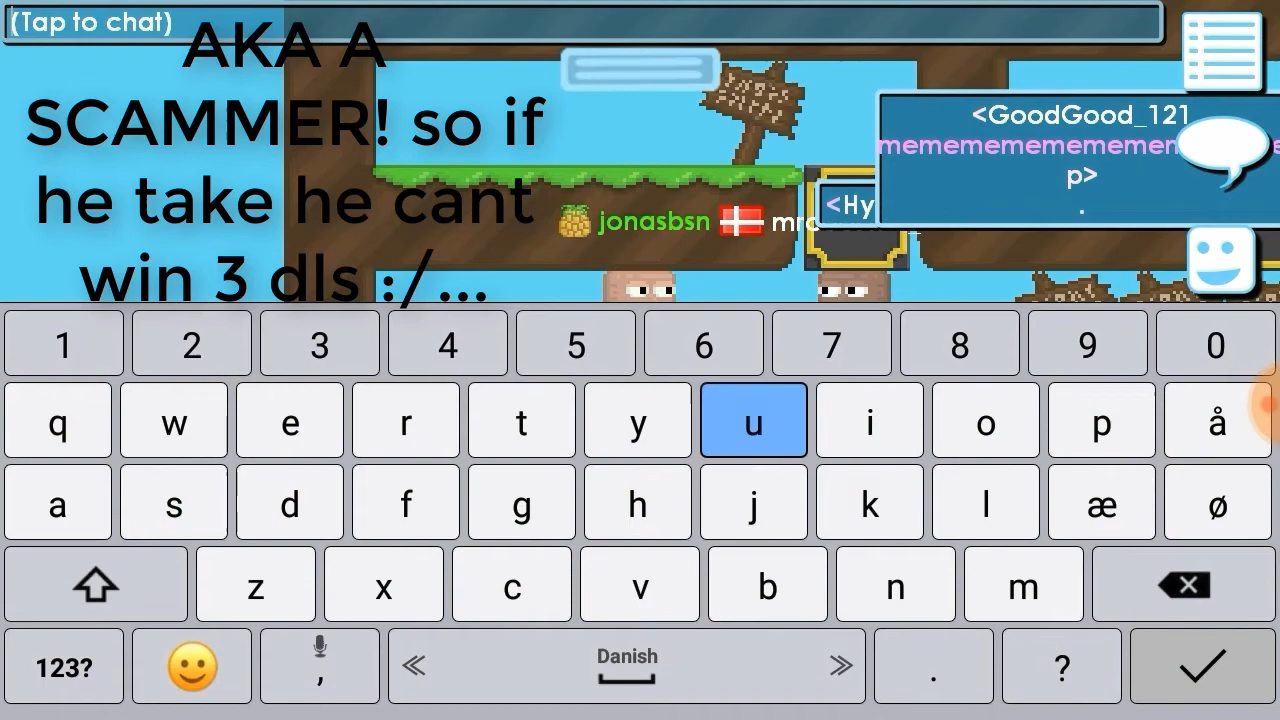 (Tap to chat)
AKA A
SCAMMER! so if
he take he cant
win 3 dls :/...
<GoodGood_121
p>
.
<Hy
jonasbsn
1 2 3 4 5 6 7 8 9 0
q w e r t y u i o p å
a s d f g h j k l æ ø
z x c v b n m
123? , Danish . ?